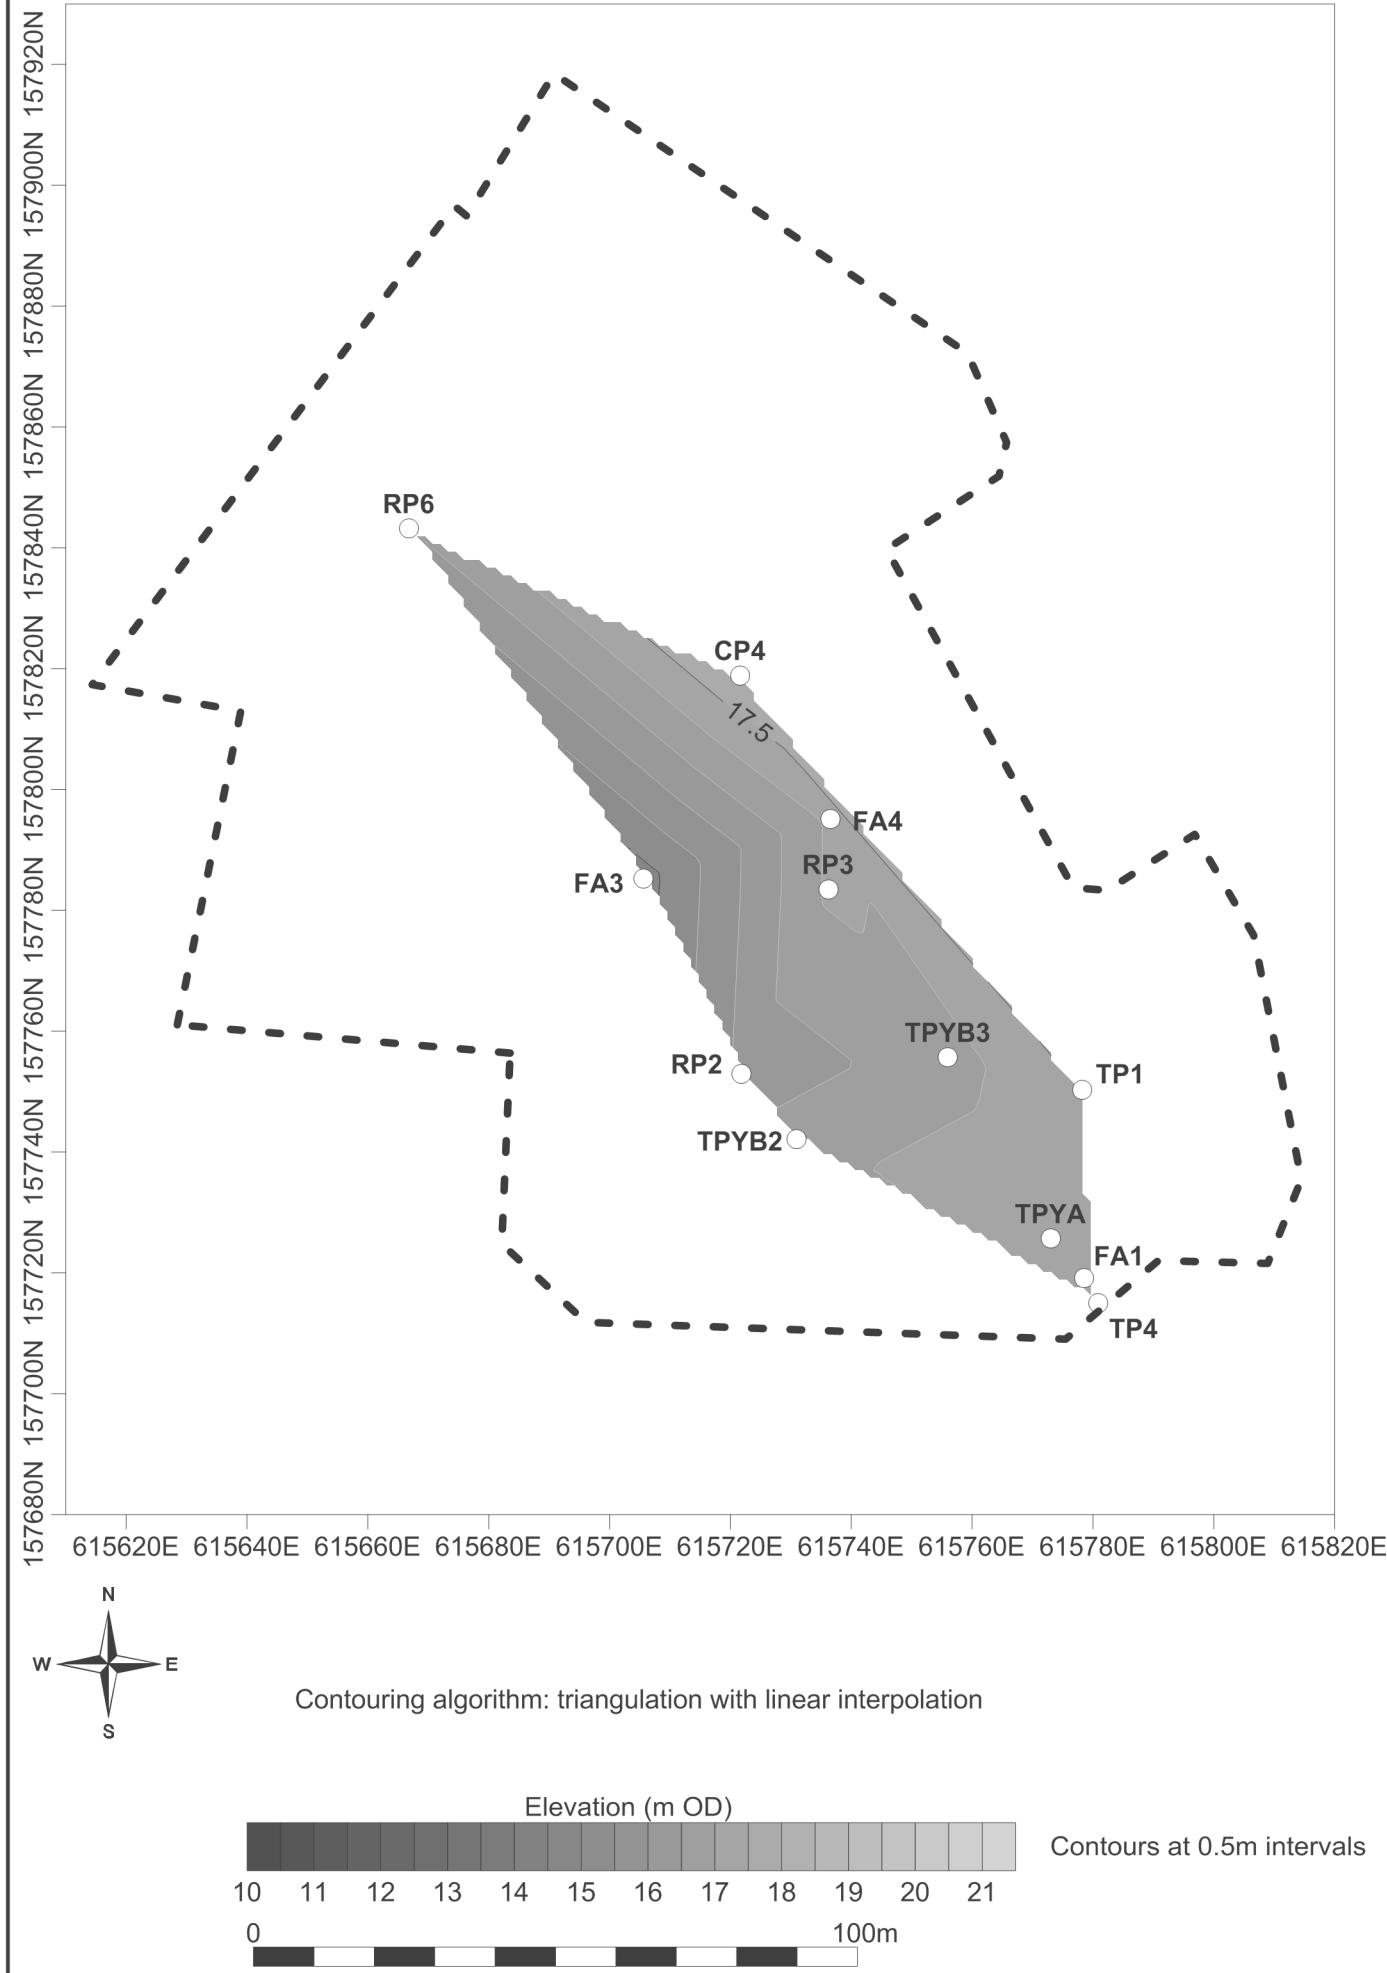 157920N
157900N
157880N
157860N
157840N
157820N
157800N
157780N
157760N
157740N
157720N
157700N
157680N
RP6
CP4
17.5
FA4
RP3
FA3
TPYB3
RP2
TP1
TPYB2
TPYA
FA1
TP4
615620E 615640E 615660E 615680E 615700E 615720E 615740E 615760E 615780E 615800E 615820E
N
W E
S
Contouring algorithm: triangulation with linear interpolation
Elevation (m OD)
Contours at 0.5m intervals
10 11 12 13 14 15 16 17 18 19 20 21
0 100m